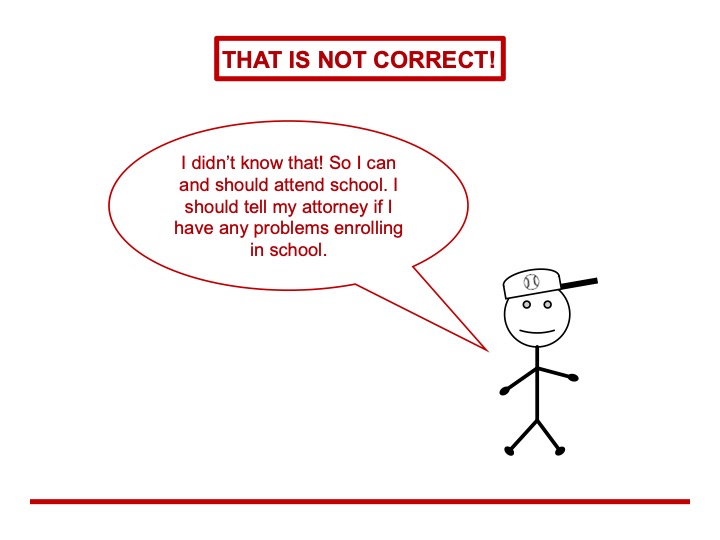 THAT IS NOT CORRECT!
I didn’t know that! So I can
and should attend school. I
should tell my attorney if I
have any problems enrolling
in school.